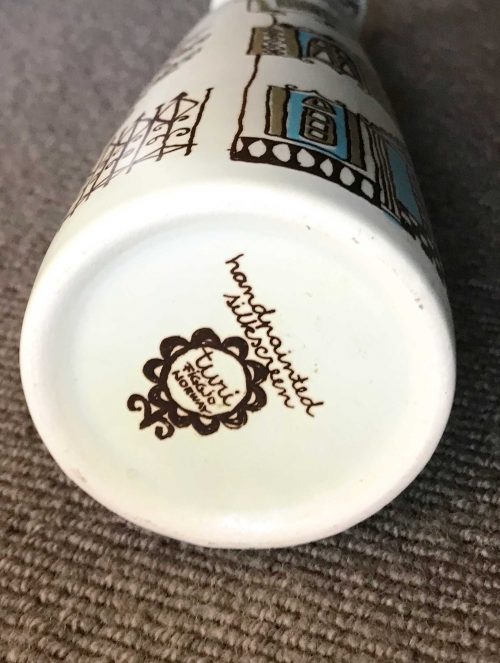 handpainted
silkscreen
turi
FIGGJO
NORWAY